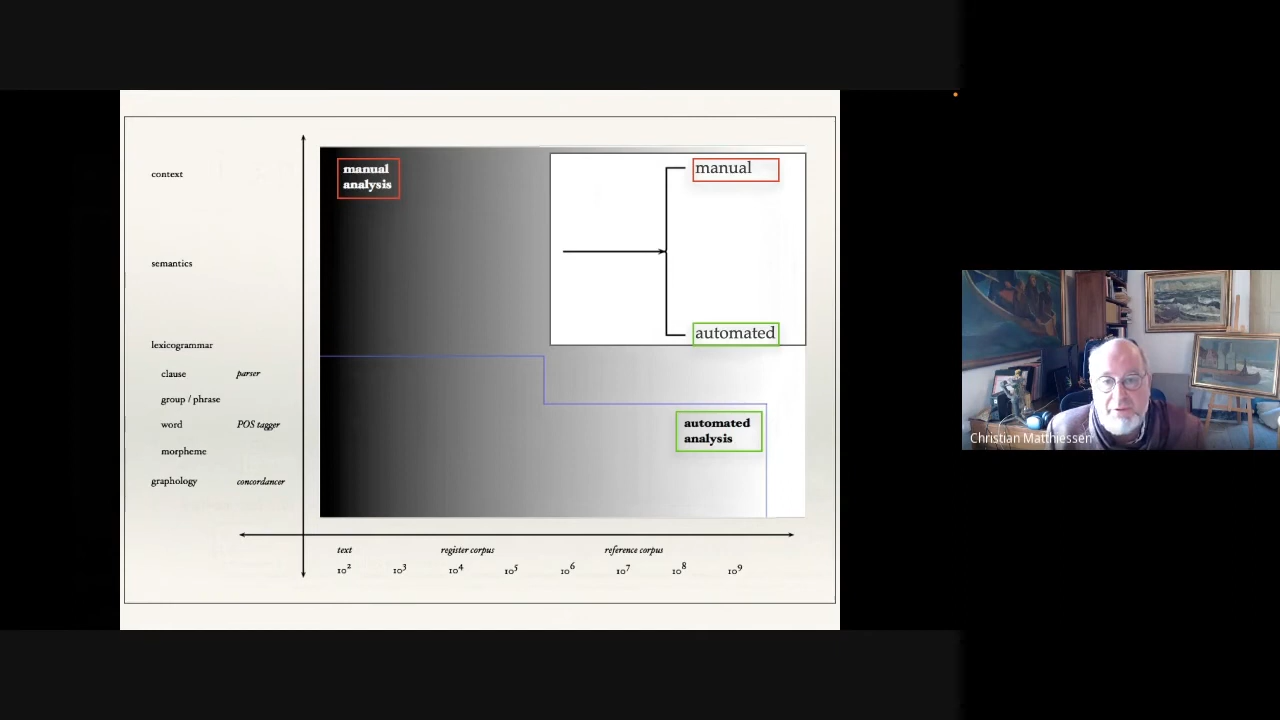 context
semantics
lexicogrammar
clause parser
group / phrase
word POS tagger
morpheme
graphology concordancer
manual
analysis
manual
automated
automated
analysis
text register corpus reference corpus
10² 10³ 10⁴ 10⁵ 10⁶ 10⁷ 10⁸ 10⁹
Christian Matthiessen